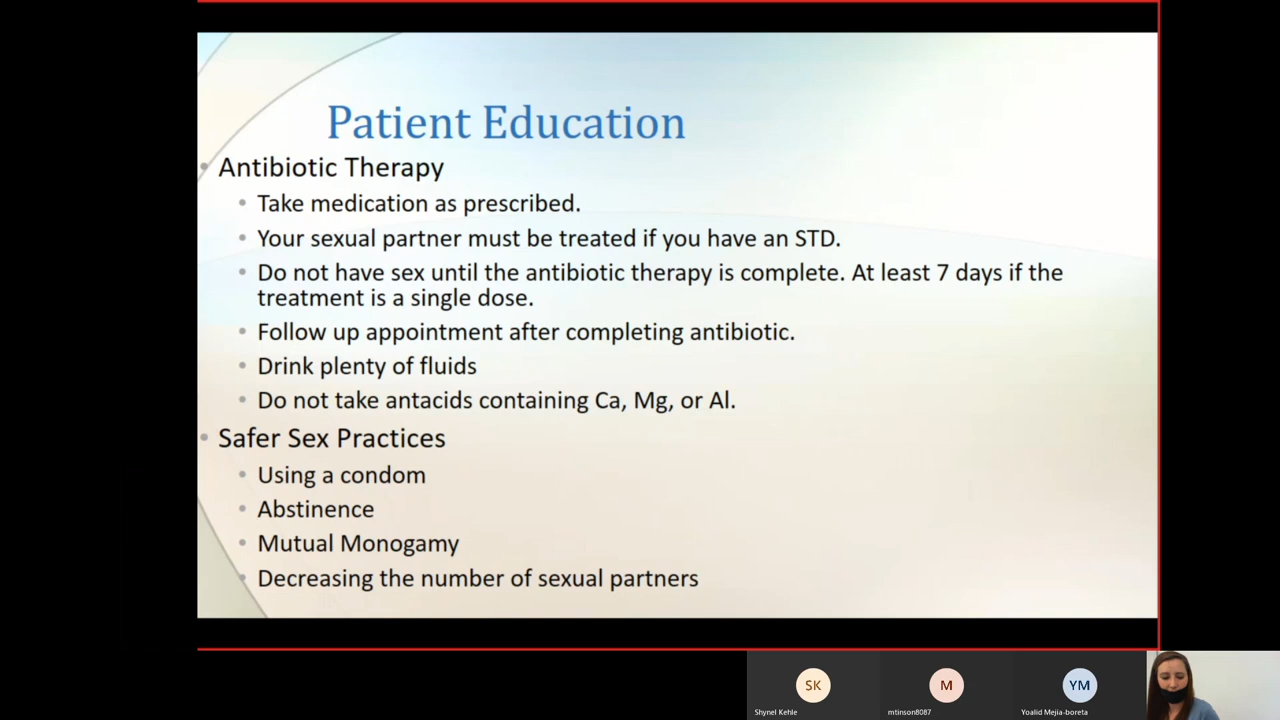 Patient Education
• Antibiotic Therapy
• Take medication as prescribed.
• Your sexual partner must be treated if you have an STD.
• Do not have sex until the antibiotic therapy is complete. At least 7 days if the
treatment is a single dose.
• Follow up appointment after completing antibiotic.
• Drink plenty of fluids
• Do not take antacids containing Ca, Mg, or Al.
• Safer Sex Practices
• Using a condom
• Abstinence
• Mutual Monogamy
• Decreasing the number of sexual partners
SK
M
YM
Shynel Kehle
mtinson8087
Yoalid Mejia-boreta